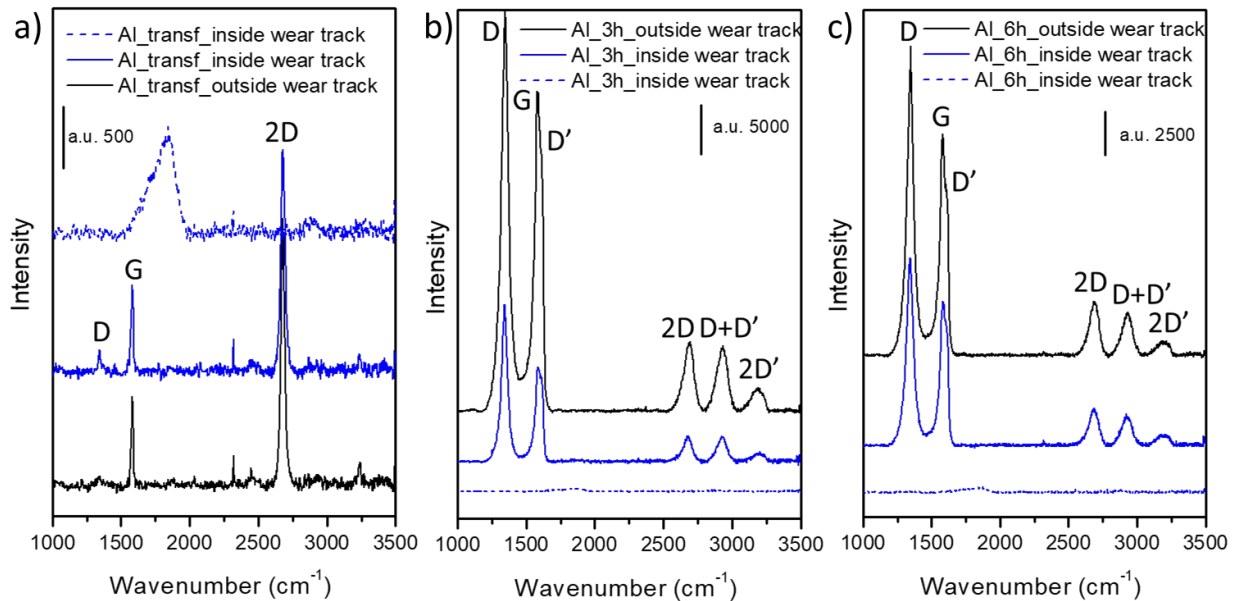 a)
Al_transf_inside wear track
Al_transf_inside wear track
Al_transf_outside wear track
a.u. 500
2D
G
D
Intensity
1000 1500 2000 2500 3000 3500
Wavenumber (cm-1)
b)
Al_3h_outside wear track
Al_3h_inside wear track
Al_3h_inside wear track
D
G
D'
a.u. 5000
2D D+D'
2D'
Intensity
1000 1500 2000 2500 3000 3500
Wavenumber (cm-1)
c)
Al_6h_outside wear track
Al_6h_inside wear track
Al_6h_inside wear track
D
G
D'
a.u. 2500
2D D+D'
2D'
Intensity
1000 1500 2000 2500 3000 3500
Wavenumber (cm-1)